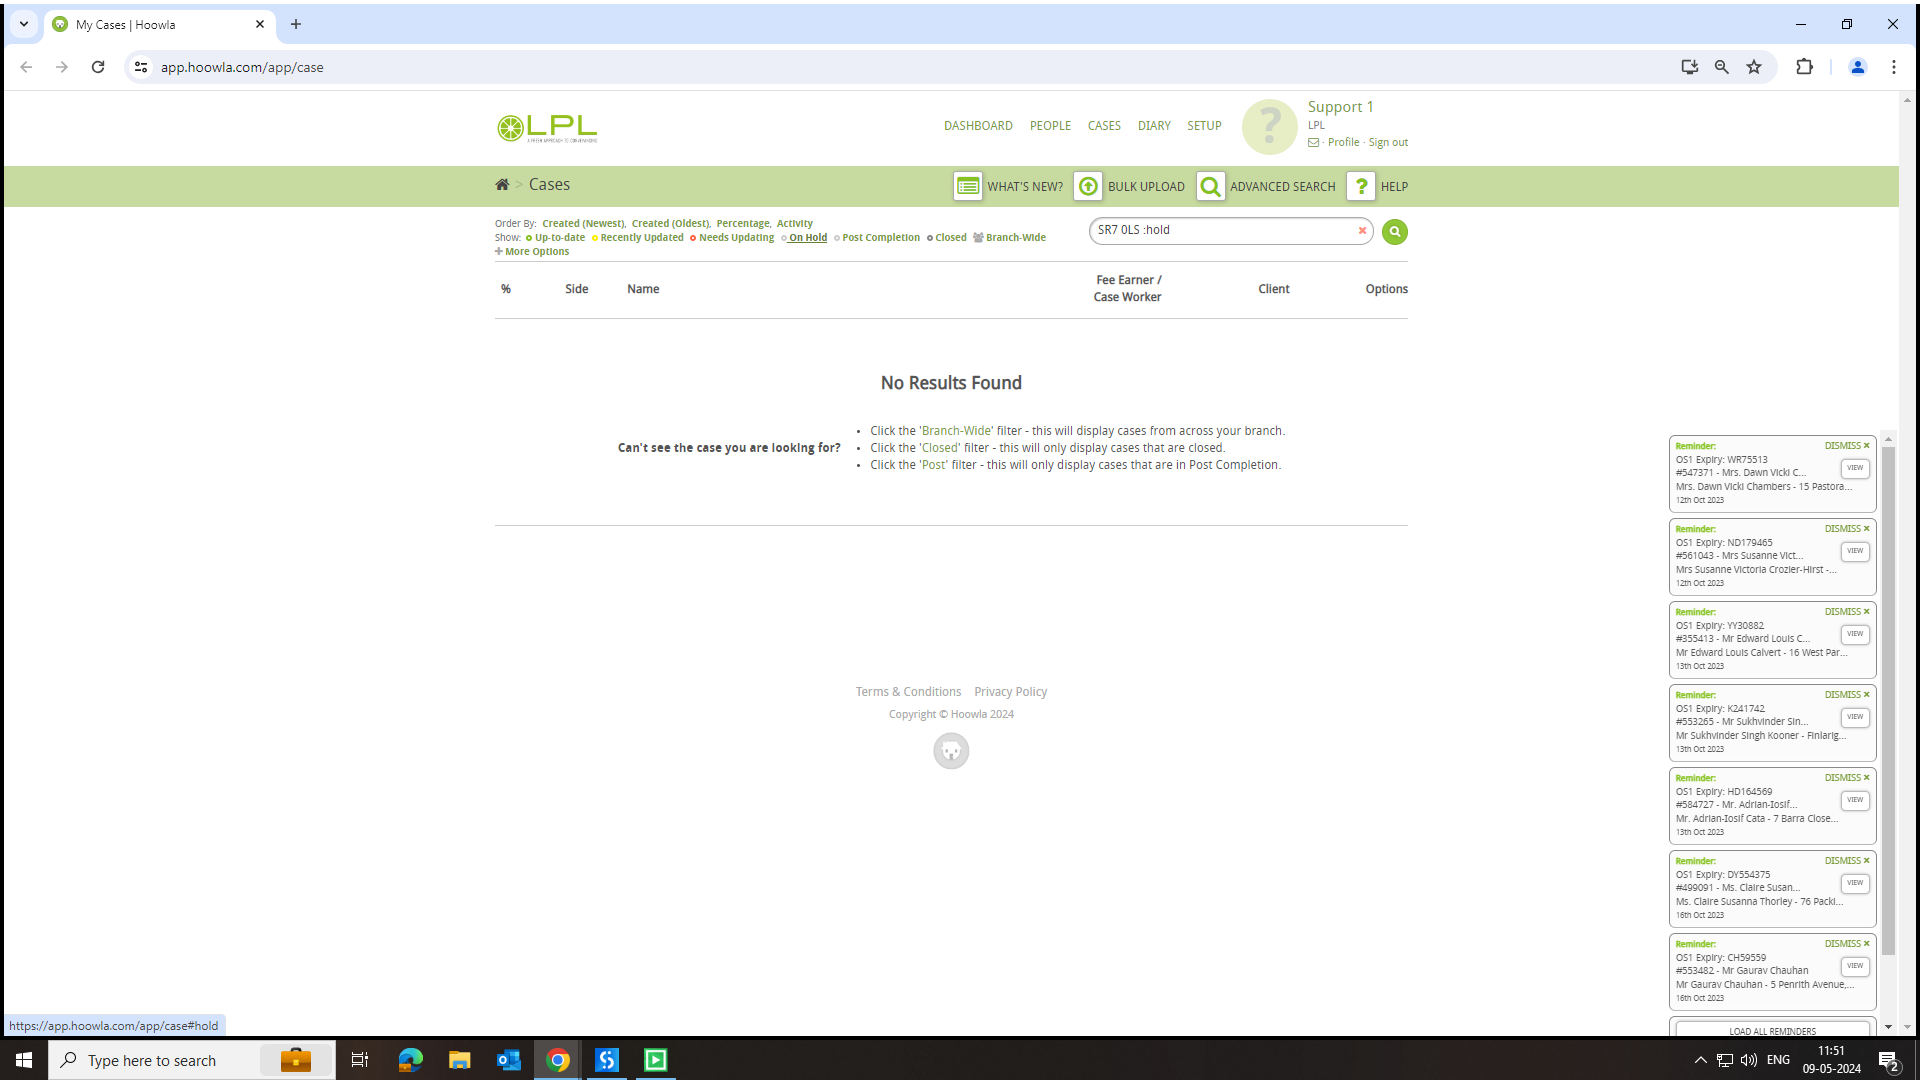 My Cases | Hoowla
app.hoowla.com/app/case
LPL
A FRESH APPROACH TO CONVEYANCING
DASHBOARD PEOPLE CASES DIARY SETUP
?
Support 1
LPL
· Profile · Sign out
> Cases
WHAT'S NEW? BULK UPLOAD ADVANCED SEARCH ? HELP
Order By: Created (Newest), Created (Oldest), Percentage, Activity
Show: Up-to-date Recently Updated Needs Updating On Hold Post Completion Closed Branch-Wide
+ More Options
SR7 0LS :hold
% Side Name Fee Earner / Case Worker Client Options
No Results Found
Can't see the case you are looking for?
• Click the 'Branch-Wide' filter - this will display cases from across your branch.
• Click the 'Closed' filter - this will only display cases that are closed.
• Click the 'Post' filter - this will only display cases that are in Post Completion.
Terms & Conditions Privacy Policy
Copyright © Hoowla 2024
Reminder: DISMISS ×
OS1 Expiry: WR75513
#547371 - Mrs. Dawn Vicki C...
VIEW
Mrs. Dawn Vicki Chambers - 15 Pastora...
12th Oct 2023
Reminder: DISMISS ×
OS1 Expiry: ND179465
#561043 - Mrs Susanne Vict...
VIEW
Mrs Susanne Victoria Crozier-Hirst -...
12th Oct 2023
Reminder: DISMISS ×
OS1 Expiry: YY30882
#355413 - Mr Edward Louis C...
VIEW
Mr Edward Louis Calvert - 16 West Par...
13th Oct 2023
Reminder: DISMISS ×
OS1 Expiry: K241742
#553265 - Mr Sukhvinder Sin...
VIEW
Mr Sukhvinder Singh Kooner - Finlarig...
13th Oct 2023
Reminder: DISMISS ×
OS1 Expiry: HD164569
#584727 - Mr. Adrian-Iosif...
VIEW
Mr. Adrian-Iosif Cata - 7 Barra Close...
13th Oct 2023
Reminder: DISMISS ×
OS1 Expiry: DY554375
#499091 - Ms. Claire Susan...
VIEW
Ms. Claire Susanna Thorley - 76 Packi...
16th Oct 2023
Reminder: DISMISS ×
OS1 Expiry: CH59559
#553482 - Mr Gaurav Chauhan
VIEW
Mr Gaurav Chauhan - 5 Penrith Avenue,...
16th Oct 2023
LOAD ALL REMINDERS
https://app.hoowla.com/app/case#hold
Type here to search
ENG
11:51
09-05-2024
2